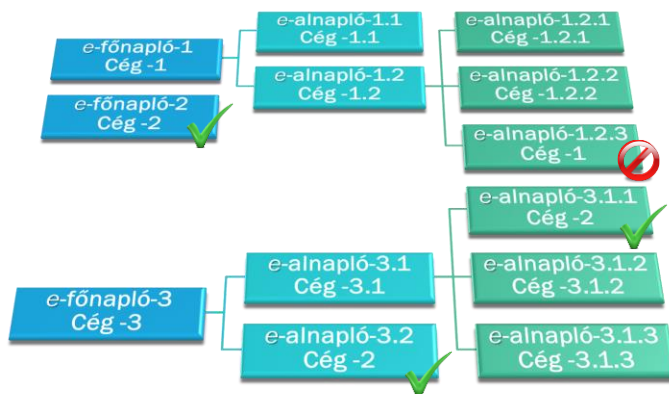 e-főnapló-1
Cég -1
e-alnapló-1.1
Cég -1.1
e-alnapló-1.2
Cég -1.2
e-alnapló-1.2.1
Cég -1.2.1
e-alnapló-1.2.2
Cég -1.2.2
e-alnapló-1.2.3
Cég -1
e-főnapló-2
Cég -2
e-főnapló-3
Cég -3
e-alnapló-3.1
Cég -3.1
e-alnapló-3.2
Cég -2
e-alnapló-3.1.1
Cég -2
e-alnapló-3.1.2
Cég -3.1.2
e-alnapló-3.1.3
Cég -3.1.3